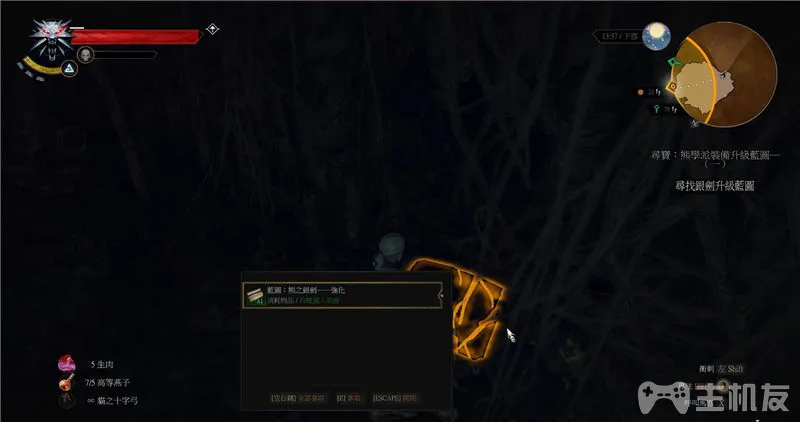 13:37 / 下雪
尋寶：熊學派裝備升級藍圖—
（一）
尋找銀劍升級藍圖
藍圖：熊之銀劍——強化
x1
消耗物品 /
5 生肉
7/5 高等燕子
∞ 貓之十字弓
[空白鍵] 全部拿取 [E] 拿取 [ESCAPE] 關閉
衝刺 左 Shift
X
主机友